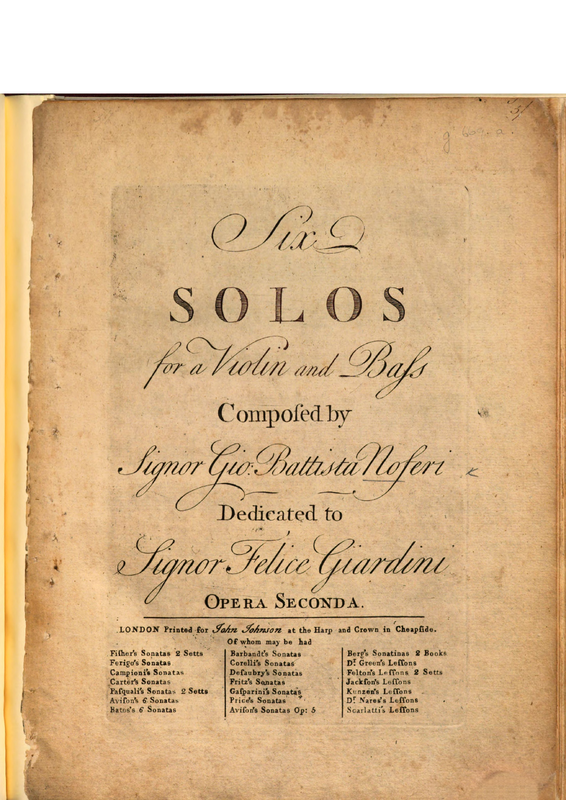 Six
SOLOS
for a Violin and Baſs
Compoſed by
Signor Gio: Battista Noferi
Dedicated to
Signor Felice Giardini
OPERA SECONDA.
LONDON Printed for John Johnson at the Harp and Crown in Cheapſide.
Of whom may be had
Fiſher's Sonatas 2 Setts
Ferigo's Sonatas
Campioni's Sonatas
Carter's Sonatas
Paſquali's Sonatas 2 Setts
Aviſon's 6 Sonatas
Bates's 6 Sonatas
Barbandt's Sonatas
Corelli's Sonatas
Deſaubry's Sonatas
Fritz's Sonatas
Gaſparini's Sonatas
Price's Sonatas
Aviſon's Sonatas Op: 5
Berg's Sonatinas 2 Books
Dr. Green's Leſſons
Felton's Leſſons 2 Setts
Jackſon's Leſſons
Kunzen's Leſſons
Dr. Nares's Leſſons
Scarlatti's Leſſons